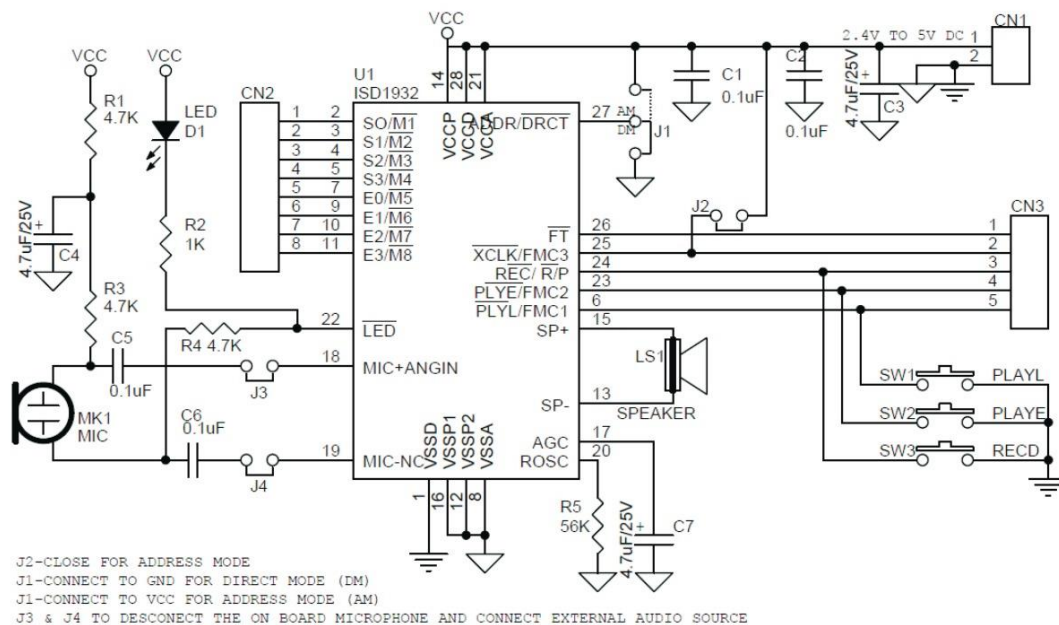 VCC
2.4V TO 5V DC
CN1
1
2
VCC
VCC
R1
4.7K
LED
D1
CN2
U1
ISD1932
14
28
21
VCCP
VCCD
VCCA
C1
0.1uF
C2
0.1uF
4.7uF/25V
+
C3
1 2 SO/M1
2 3 S1/M2
3 4 S2/M3
4 5 S3/M4
5 7 E0/M5
6 9 E1/M6
7 10 E2/M7
8 11 E3/M8
ADDR/DRCT 27
AM
DM
J1
4.7uF/25V
+
C4
R2
1K
R3
4.7K
J2
CN3
FT 26 1
XCLK/FMC3 25 2
REC/ R/P 24 3
PLYE/FMC2 23 4
PLYL/FMC1 6 5
SP+ 15
R4 4.7K
22 LED
C5
0.1uF
J3
18 MIC+ANGIN
LS1
SPEAKER
SP- 13
SW1 PLAYL
SW2 PLAYE
SW3 RECD
MK1
MIC
C6
0.1uF
J4
19 MIC-NC
VSSD
VSSP1
VSSP2
VSSA
AGC 17
ROSC 20
1
16
12
8
R5
56K
4.7uF/25V
+
C7
J2-CLOSE FOR ADDRESS MODE
J1-CONNECT TO GND FOR DIRECT MODE (DM)
J1-CONNECT TO VCC FOR ADDRESS MODE (AM)
J3 & J4 TO DESCONECT THE ON BOARD MICROPHONE AND CONNECT EXTERNAL AUDIO SOURCE